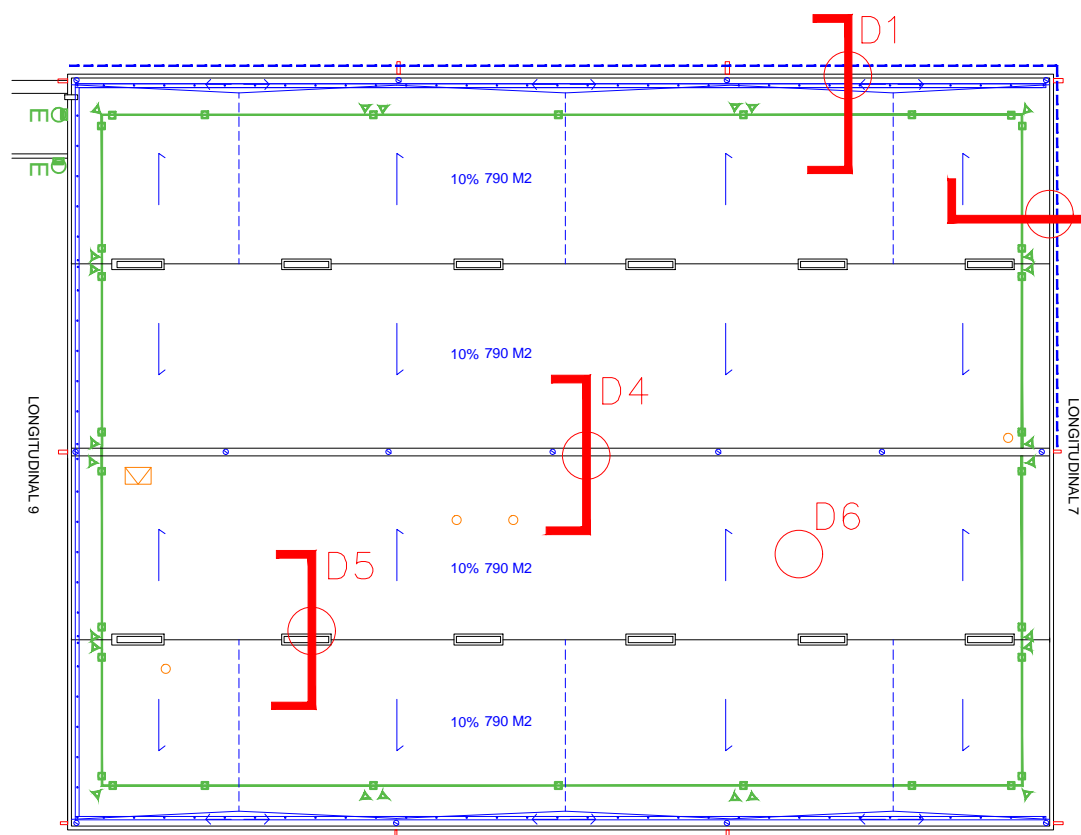 D1
10% 790 M2
10% 790 M2
D4
LONGITUDINAL 9
LONGITUDINAL 7
D6
D5
10% 790 M2
10% 790 M2